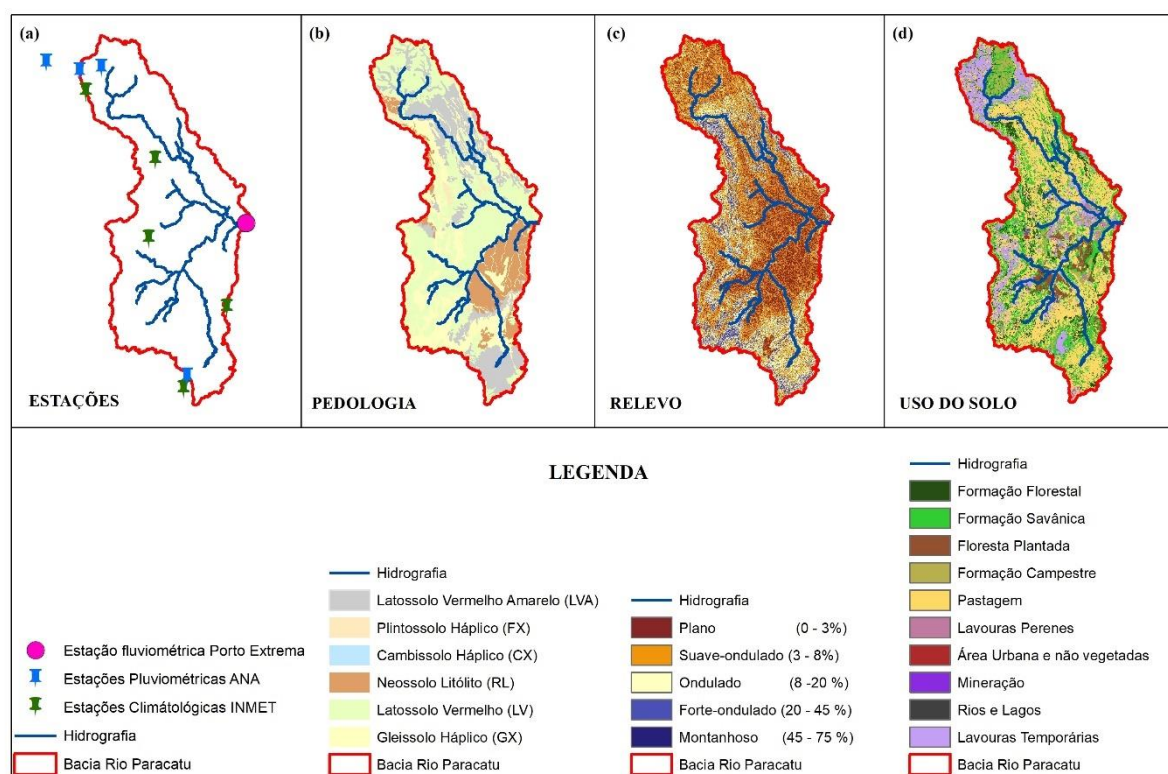 (a)
(b)
(c)
(d)
ESTAÇÕES
PEDOLOGIA
RELEVO
USO DO SOLO
LEGENDA
Estação fluviométrica Porto Extrema
Estações Pluviométricas ANA
Estações Climátológicas INMET
Hidrografia
Bacia Rio Paracatu
Hidrografia
Latossolo Vermelho Amarelo (LVA)
Plintossolo Háplico (FX)
Cambissolo Háplico (CX)
Neossolo Litólito (RL)
Latossolo Vermelho (LV)
Gleissolo Háplico (GX)
Bacia Rio Paracatu
Hidrografia
Plano (0 - 3%)
Suave-ondulado (3 - 8%)
Ondulado (8 -20 %)
Forte-ondulado (20 - 45 %)
Montanhoso (45 - 75 %)
Bacia Rio Paracatu
Hidrografia
Formação Florestal
Formação Savânica
Floresta Plantada
Formação Campestre
Pastagem
Lavouras Perenes
Área Urbana e não vegetadas
Mineração
Rios e Lagos
Lavouras Temporárias
Bacia Rio Paracatu